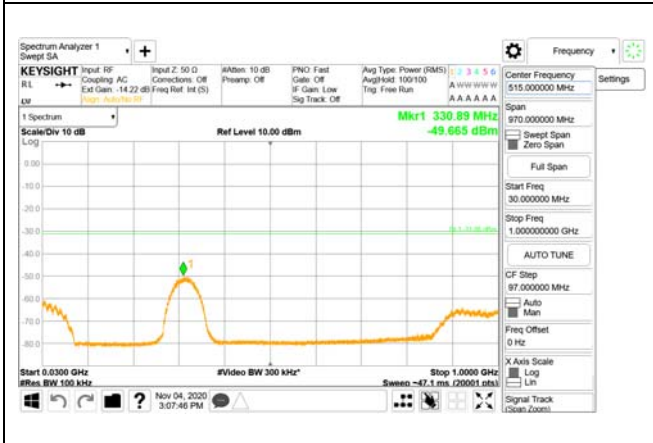 Spectrum Analyzer 1
Swept SA
Frequency
KEYSIGHT
Input: RF
Coupling: AC
Ext Gain: -14.22 dB
Align: Auto/No RF
Input Z: 50 Ω
Corrections: Off
Freq Ref: Int (S)
#Atten: 10 dB
Preamp: Off
PNO: Fast
Gate: Off
IF Gain: Low
Sig Track: Off
Avg Type: Power (RMS)
Avg|Hold: 100/100
Trig: Free Run
1 2 3 4 5 6
A W W W W W
A A A A A A
RL
1 Spectrum
Scale/Div 10 dB
Log
Ref Level 10.00 dBm
Mkr1 330.89 MHz
-49.665 dBm
0.00
-10.0
-20.0
-30.0
-40.0
-50.0
-60.0
-70.0
-80.0
1
Start 0.0300 GHz
#Res BW 100 kHz
#Video BW 300 kHz*
Stop 1.0000 GHz
Sweep ~47.1 ms (20001 pts)
Nov 04, 2020
3:07:46 PM
Center Frequency
515.000000 MHz
Settings
Span
970.000000 MHz
Swept Span
Zero Span
Full Span
Start Freq
30.000000 MHz
Stop Freq
1.000000000 GHz
AUTO TUNE
CF Step
97.000000 MHz
Auto
Man
Freq Offset
0 Hz
X Axis Scale
Log
Lin
Signal Track
(Span Zoom)